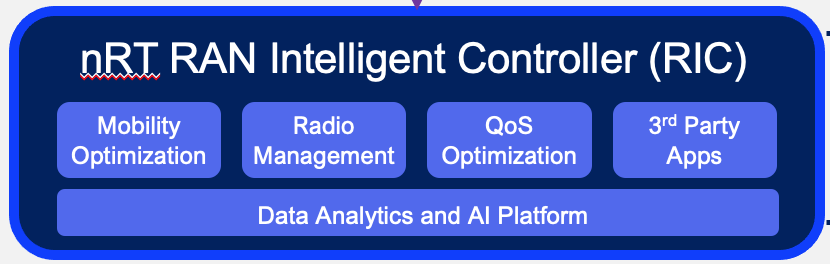 nRT RAN Intelligent Controller (RIC)
Mobility
Optimization
Radio
Management
QoS
Optimization
3rd Party
Apps
Data Analytics and AI Platform